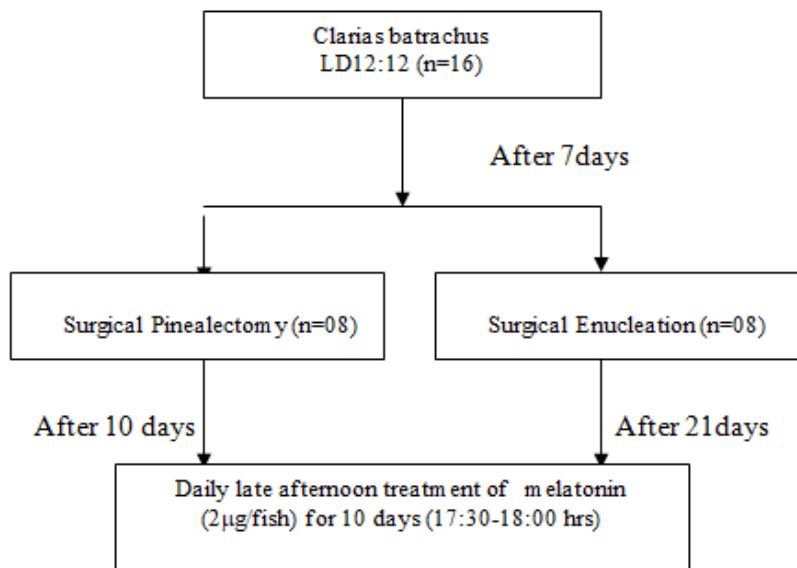 Clarias batrachus
LD12:12 (n=16)
After 7days
Surgical Pinealectomy (n=08)
Surgical Enucleation (n=08)
After 10 days
After 21days
Daily late afternoon treatment of melatonin
(2µg/fish) for 10 days (17:30-18:00 hrs)